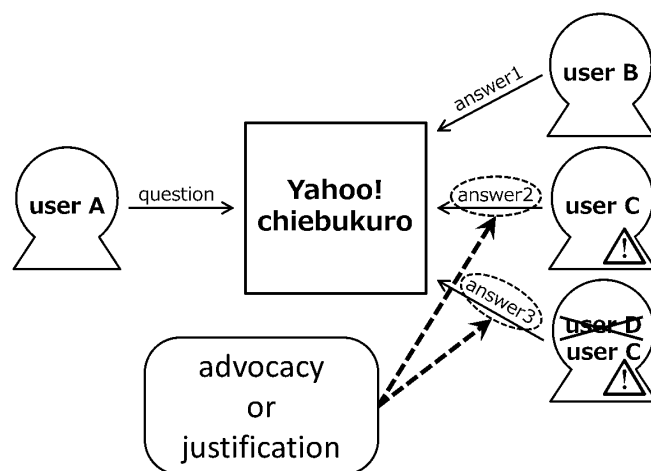 user B
answer1
Yahoo!
chiebukuro
user A
question
answer2
user C
!
answer3
user D
user C
!
advocacy
or
justification